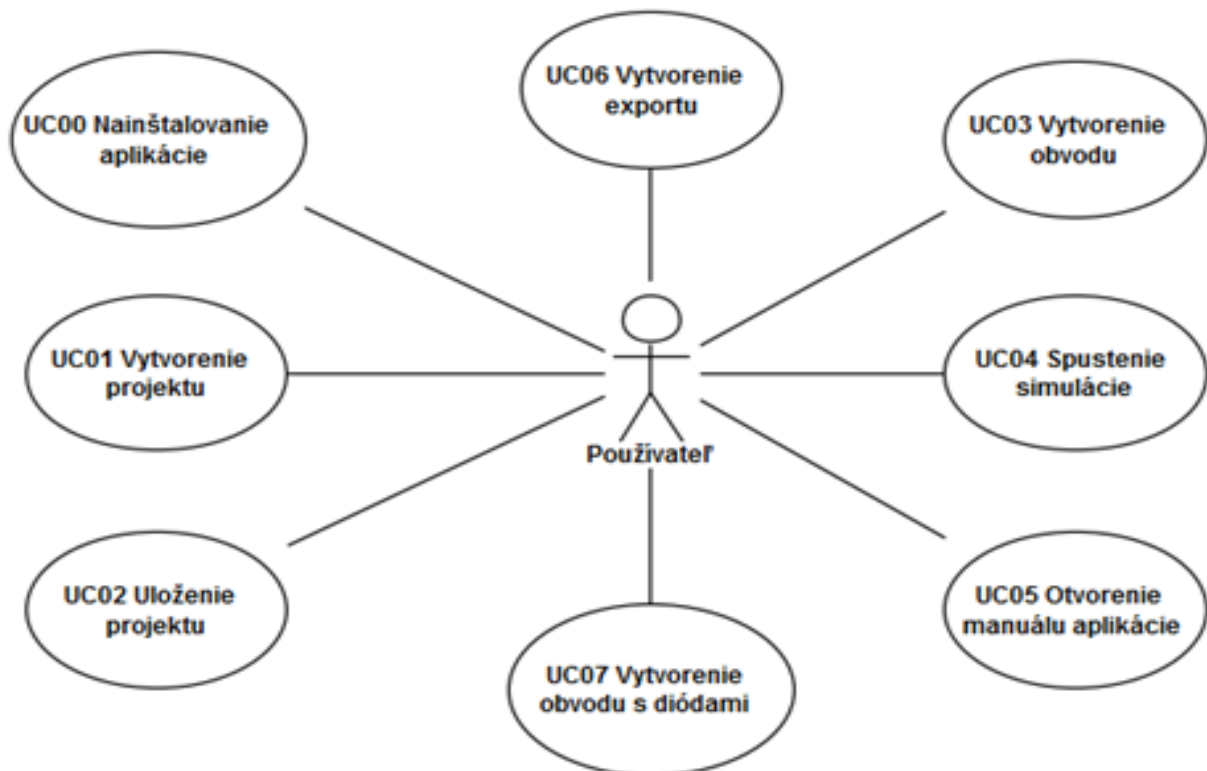 UC06 Vytvorenie
exportu
UC00 Nainštalovanie
aplikácie
UC03 Vytvorenie
obvodu
UC01 Vytvorenie
projektu
UC04 Spustenie
simulácie
Používateľ
UC02 Uloženie
projektu
UC05 Otvorenie
manuálu aplikácie
UC07 Vytvorenie
obvodu s diódami